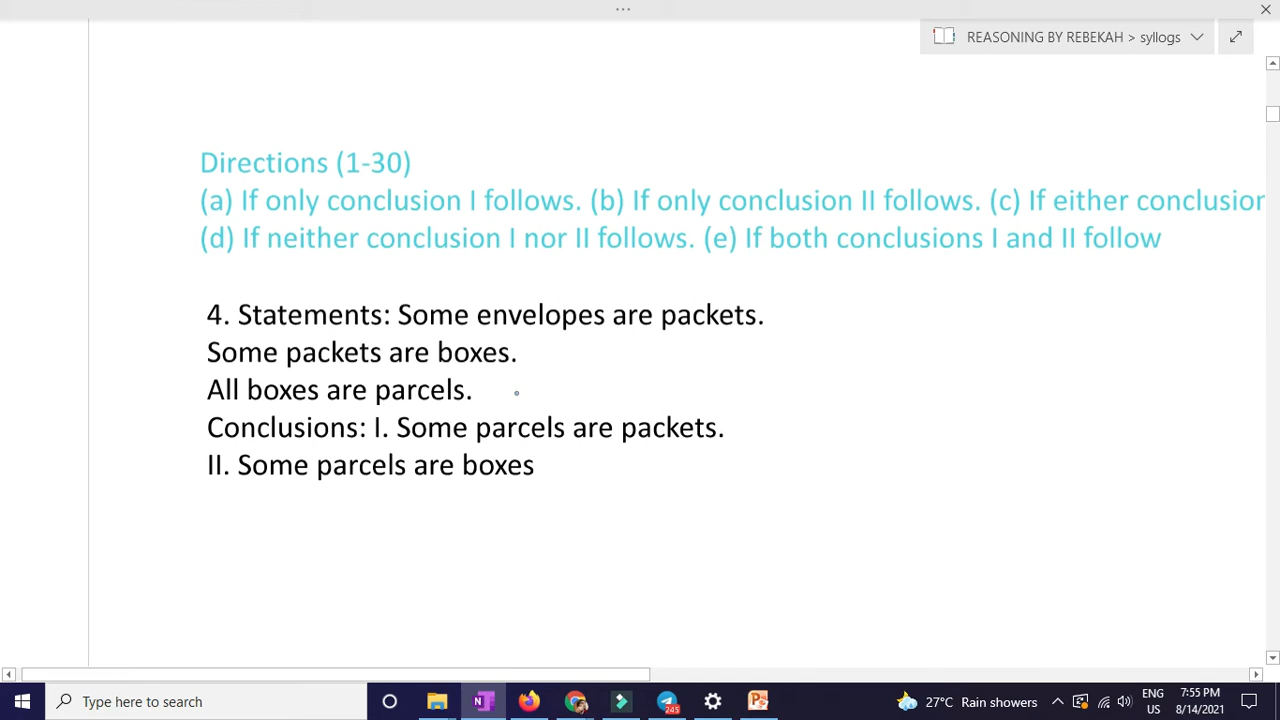 ...
REASONING BY REBEKAH > syllogs
Directions (1-30)
(a) If only conclusion I follows. (b) If only conclusion II follows. (c) If either conclusion
(d) If neither conclusion I nor II follows. (e) If both conclusions I and II follow
4. Statements: Some envelopes are packets.
Some packets are boxes.
All boxes are parcels.
Conclusions: I. Some parcels are packets.
II. Some parcels are boxes
Type here to search
245
27°C Rain showers
ENG
US
7:55 PM
8/14/2021